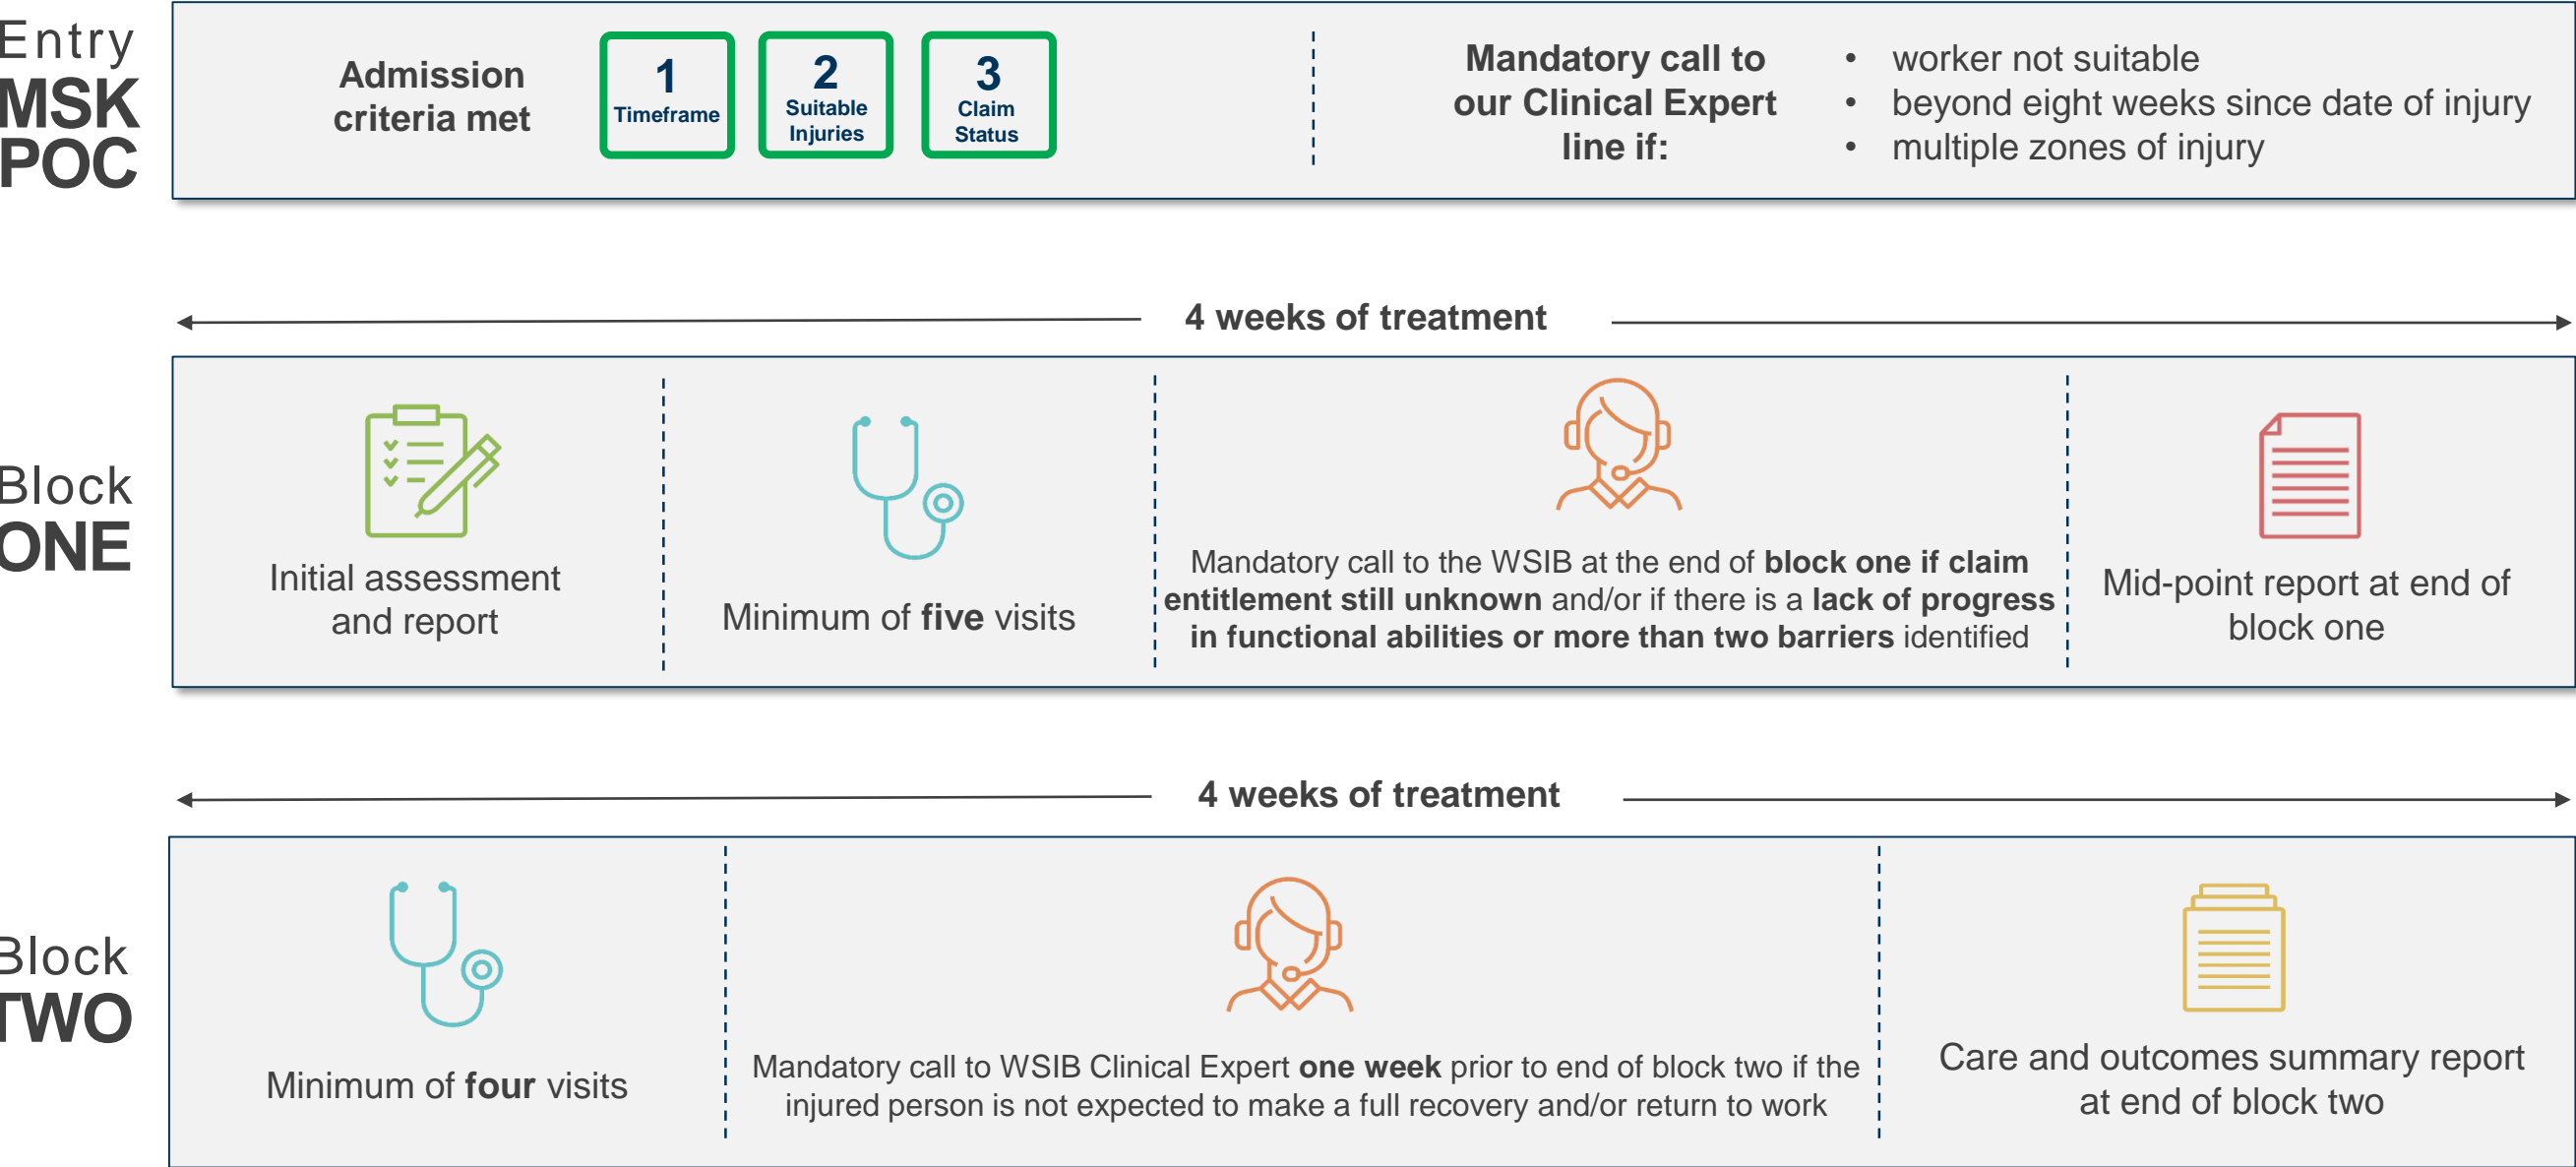 Entry
MSK
POC
Admission
criteria met
1
Timeframe
2
Suitable
Injuries
3
Claim
Status
Mandatory call to
our Clinical Expert
line if:
• worker not suitable
• beyond eight weeks since date of injury
• multiple zones of injury
4 weeks of treatment
Block
ONE
Initial assessment
and report
Minimum of five visits
Mandatory call to the WSIB at the end of block one if claim
entitlement still unknown and/or if there is a lack of progress
in functional abilities or more than two barriers identified
Mid-point report at end of
block one
4 weeks of treatment
Block
TWO
Minimum of four visits
Mandatory call to WSIB Clinical Expert one week prior to end of block two if the
injured person is not expected to make a full recovery and/or return to work
Care and outcomes summary report
at end of block two